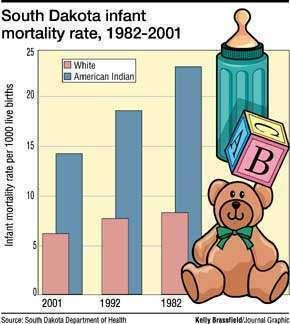 South Dakota infant
mortality rate, 1982-2001
Infant mortality rate per 1000 live births
25
20
15
10
5
0
White
American Indian
2001
1992
1982
A
B
C
Source: South Dakota Department of Health
Kelly Brassfield/Journal Graphic